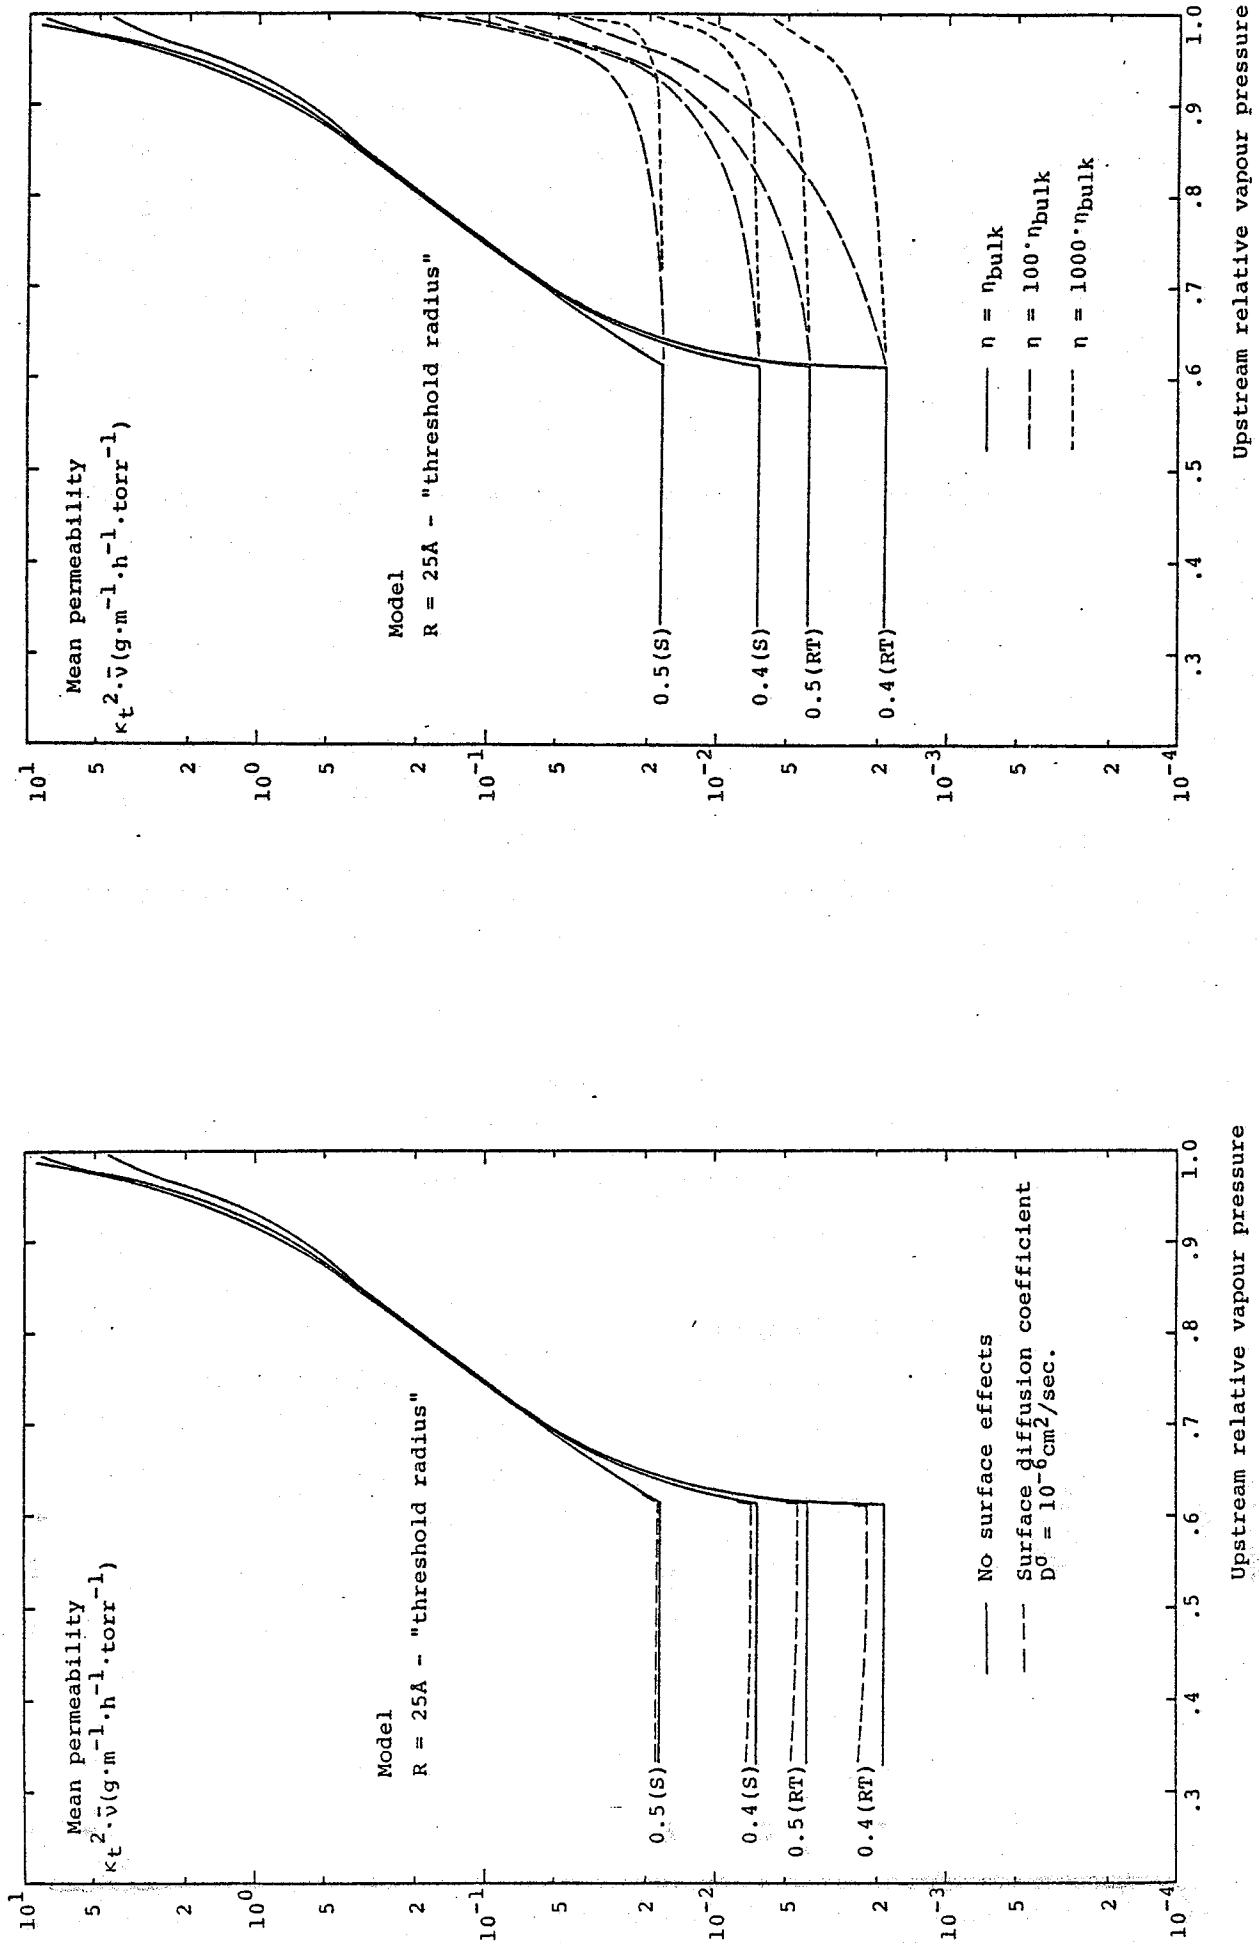 Mean permeability
κt²·ν̄(g·m⁻¹·h⁻¹·torr⁻¹)
10¹
5
2
10⁰
5
2
10⁻¹
5
2
10⁻²
5
2
10⁻³
5
2
10⁻⁴
Model
R = 25Å - "threshold radius"
0.5(S)
0.4(S)
0.5(RT)
0.4(RT)
No surface effects
Surface diffusion coefficient
Dσ = 10⁻⁶cm²/sec.
.3 .4 .5 .6 .7 .8 .9 1.0
Upstream relative vapour pressure
Mean permeability
κt²·ν̄(g·m⁻¹·h⁻¹·torr⁻¹)
10¹
5
2
10⁰
5
2
10⁻¹
5
2
10⁻²
5
2
10⁻³
5
2
10⁻⁴
Model
R = 25Å - "threshold radius"
0.5(S)
0.4(S)
0.5(RT)
0.4(RT)
η = ηbulk
η = 100·ηbulk
η = 1000·ηbulk
.3 .4 .5 .6 .7 .8 .9 1.0
Upstream relative vapour pressure